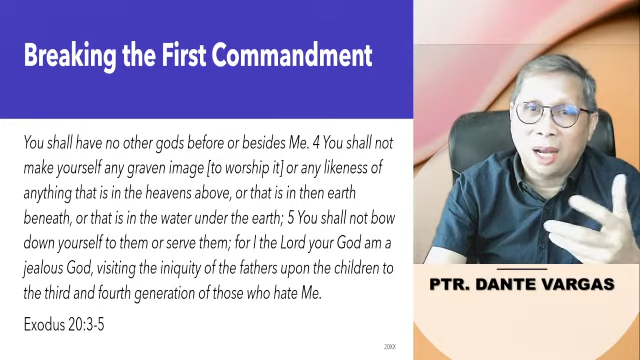 Breaking the First Commandment
You shall have no other gods before or besides Me. 4 You shall not
make yourself any graven image [to worship it] or any likeness of
anything that is in the heavens above, or that is in then earth
beneath, or that is in the water under the earth; 5 You shall not bow
down yourself to them or serve them; for I the Lord your God am a
jealous God, visiting the iniquity of the fathers upon the children to
the third and fourth generation of those who hate Me.
Exodus 20:3-5
20XX
PTR. DANTE VARGAS